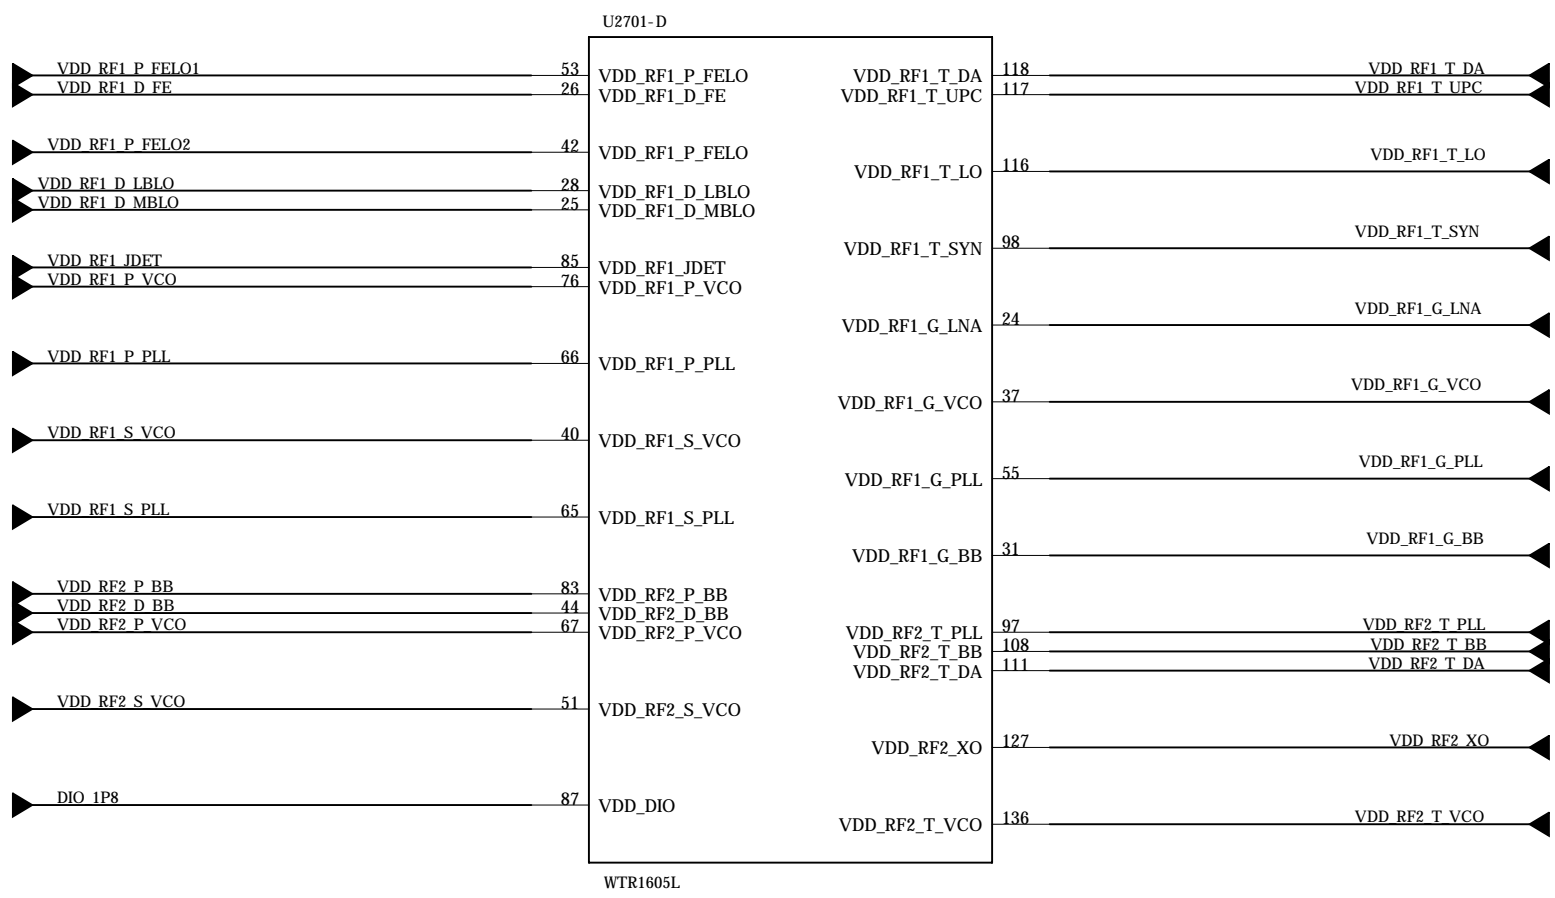 U2701-D
VDD_RF1_P_FELO1 53 VDD_RF1_P_FELO VDD_RF1_T_DA 118 VDD_RF1_T_DA
VDD_RF1_D_FE 26 VDD_RF1_D_FE VDD_RF1_T_UPC 117 VDD_RF1_T_UPC
VDD_RF1_P_FELO2 42 VDD_RF1_P_FELO
VDD_RF1_T_LO 116 VDD_RF1_T_LO
VDD_RF1_D_LBLO 28 VDD_RF1_D_LBLO
VDD_RF1_D_MBLO 25 VDD_RF1_D_MBLO
VDD_RF1_T_SYN 98 VDD_RF1_T_SYN
VDD_RF1_JDET 85 VDD_RF1_JDET
VDD_RF1_P_VCO 76 VDD_RF1_P_VCO
VDD_RF1_G_LNA 24 VDD_RF1_G_LNA
VDD_RF1_P_PLL 66 VDD_RF1_P_PLL
VDD_RF1_G_VCO 37 VDD_RF1_G_VCO
VDD_RF1_S_VCO 40 VDD_RF1_S_VCO
VDD_RF1_G_PLL 55 VDD_RF1_G_PLL
VDD_RF1_S_PLL 65 VDD_RF1_S_PLL
VDD_RF1_G_BB 31 VDD_RF1_G_BB
VDD_RF2_P_BB 83 VDD_RF2_P_BB
VDD_RF2_D_BB 44 VDD_RF2_D_BB
VDD_RF2_P_VCO 67 VDD_RF2_P_VCO VDD_RF2_T_PLL 97 VDD_RF2_T_PLL
VDD_RF2_T_BB 108 VDD_RF2_T_BB
VDD_RF2_T_DA 111 VDD_RF2_T_DA
VDD_RF2_S_VCO 51 VDD_RF2_S_VCO
VDD_RF2_XO 127 VDD_RF2_XO
DIO_1P8 87 VDD_DIO
VDD_RF2_T_VCO 136 VDD_RF2_T_VCO
WTR1605L